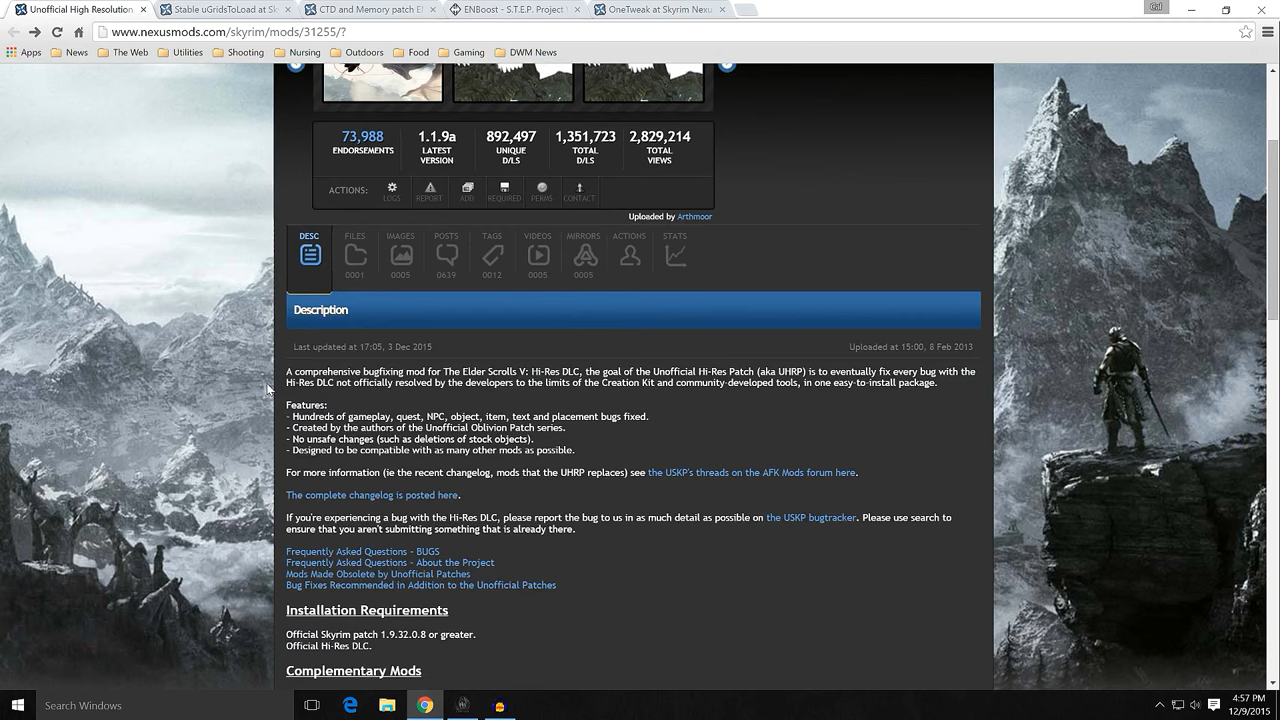 Unofficial High Resolution
Stable uGridsToLoad at Sk
CTD and Memory patch E
ENBoost - S.T.E.P. Project
OneTweak at Skyrim Nexu
www.nexusmods.com/skyrim/mods/31255/?
Apps News The Web Utilities Shooting Nursing Outdoors Food Gaming DWM News
73,988 1.1.9a 892,497 1,351,723 2,829,214
ENDORSEMENTS LATEST VERSION UNIQUE D/LS TOTAL D/LS TOTAL VIEWS
ACTIONS: LOGS REPORT ADD REQUIRED PERMS CONTACT
Uploaded by Arthmoor
DESC FILES IMAGES POSTS TAGS VIDEOS MIRRORS ACTIONS STATS
0001 0005 0639 0012 0005 0005
Description
Last updated at 17:05, 3 Dec 2015 Uploaded at 15:00, 8 Feb 2013
A comprehensive bugfixing mod for The Elder Scrolls V: Hi-Res DLC, the goal of the Unofficial Hi-Res Patch (aka UHRP) is to eventually fix every bug with the
Hi-Res DLC not officially resolved by the developers to the limits of the Creation Kit and community-developed tools, in one easy-to-install package.
Features:
- Hundreds of gameplay, quest, NPC, object, item, text and placement bugs fixed.
- Created by the authors of the Unofficial Oblivion Patch series.
- No unsafe changes (such as deletions of stock objects).
- Designed to be compatible with as many other mods as possible.
For more information (ie the recent changelog, mods that the UHRP replaces) see the USKP's threads on the AFK Mods forum here.
The complete changelog is posted here.
If you're experiencing a bug with the Hi-Res DLC, please report the bug to us in as much detail as possible on the USKP bugtracker. Please use search to
ensure that you aren't submitting something that is already there.
Frequently Asked Questions - BUGS
Frequently Asked Questions - About the Project
Mods Made Obsolete by Unofficial Patches
Bug Fixes Recommended in Addition to the Unofficial Patches
Installation Requirements
Official Skyrim patch 1.9.32.0.8 or greater.
Official Hi-Res DLC.
Complementary Mods
Search Windows
4:57 PM
12/9/2015